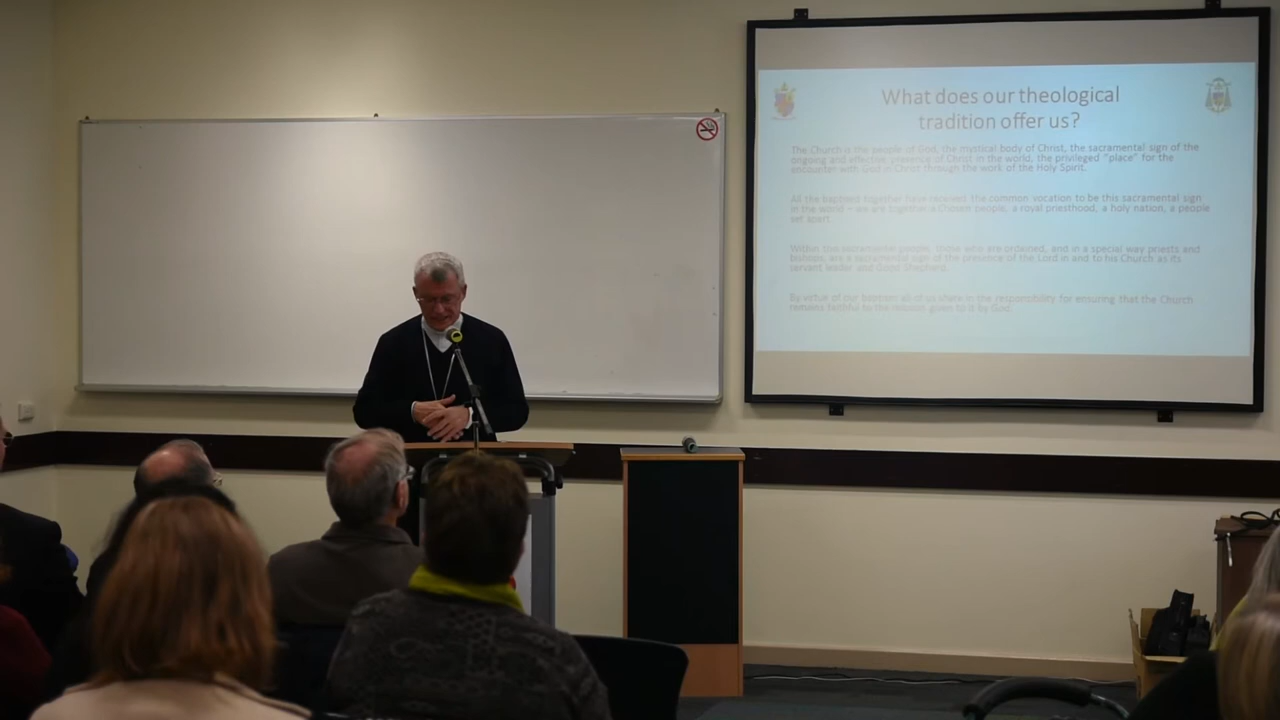 What does our theological
tradition offer us?
The Church is the people of God, the mystical body of Christ, the sacramental sign of the
ongoing and effective presence of Christ in the world, the privileged "place" for the
encounter with God in Christ through the work of the Holy Spirit.
All the baptised together have received the common vocation to be this sacramental sign
in the world – we are together a Chosen people, a royal priesthood, a holy nation, a people
set apart.
Within this sacramental people, those who are ordained, and in a special way priests and
bishops, are a sacramental sign of the presence of the Lord in and to his Church as its
servant leader and Good Shepherd.
By virtue of our baptism all of us share in the responsibility for ensuring that the Church
remains faithful to the mission given to it by God.